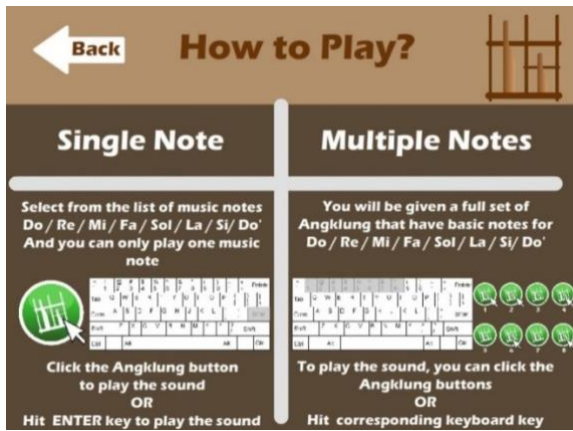 Back
How to Play?
Single Note
Select from the list of music notes
Do / Re / Mi / Fa / Sol / La / Si/ Do'
And you can only play one music
note
Click the Angklung button
to play the sound
OR
Hit ENTER key to play the sound
Multiple Notes
You will be given a full set of
Angklung that have basic notes for
Do / Re / Mi / Fa / Sol / La / Si/ Do'
To play the sound, you can click the
Angklung buttons
OR
Hit corresponding keyboard key